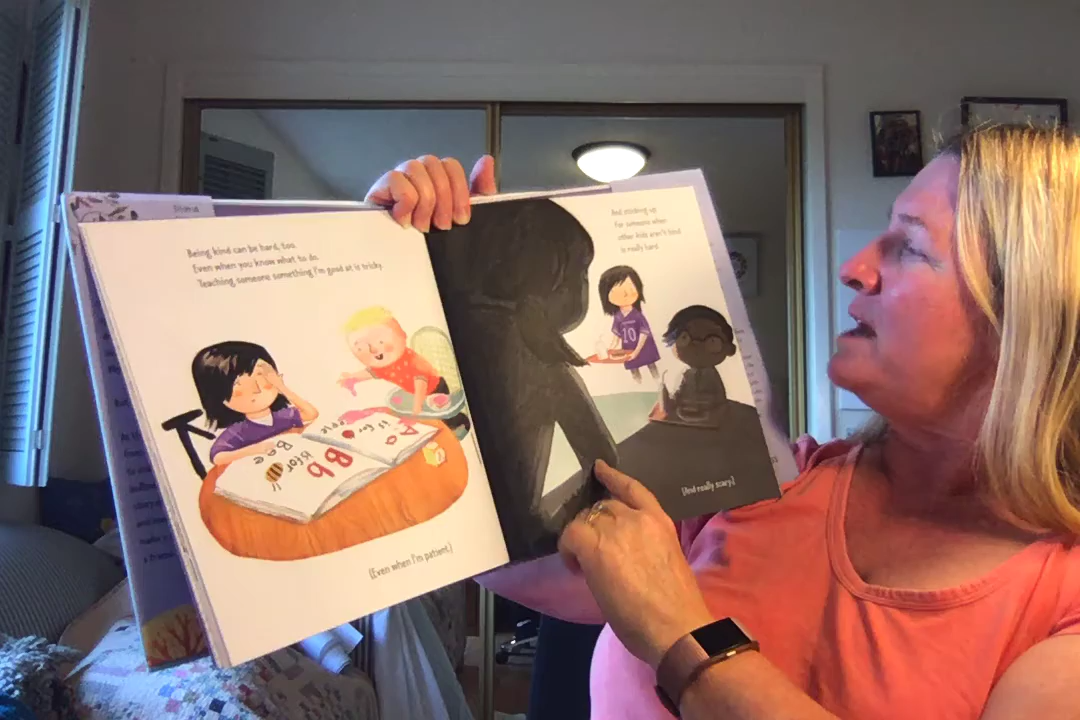 Being kind can be hard, too.
Even when you know what to do.
Teaching someone something I'm good at is tricky.
Aa
is for
Bb
B for
Bee
(Even when I'm patient.)
And sticking up
for someone when
other kids aren't kind
is really hard.
10
(And really scary.)